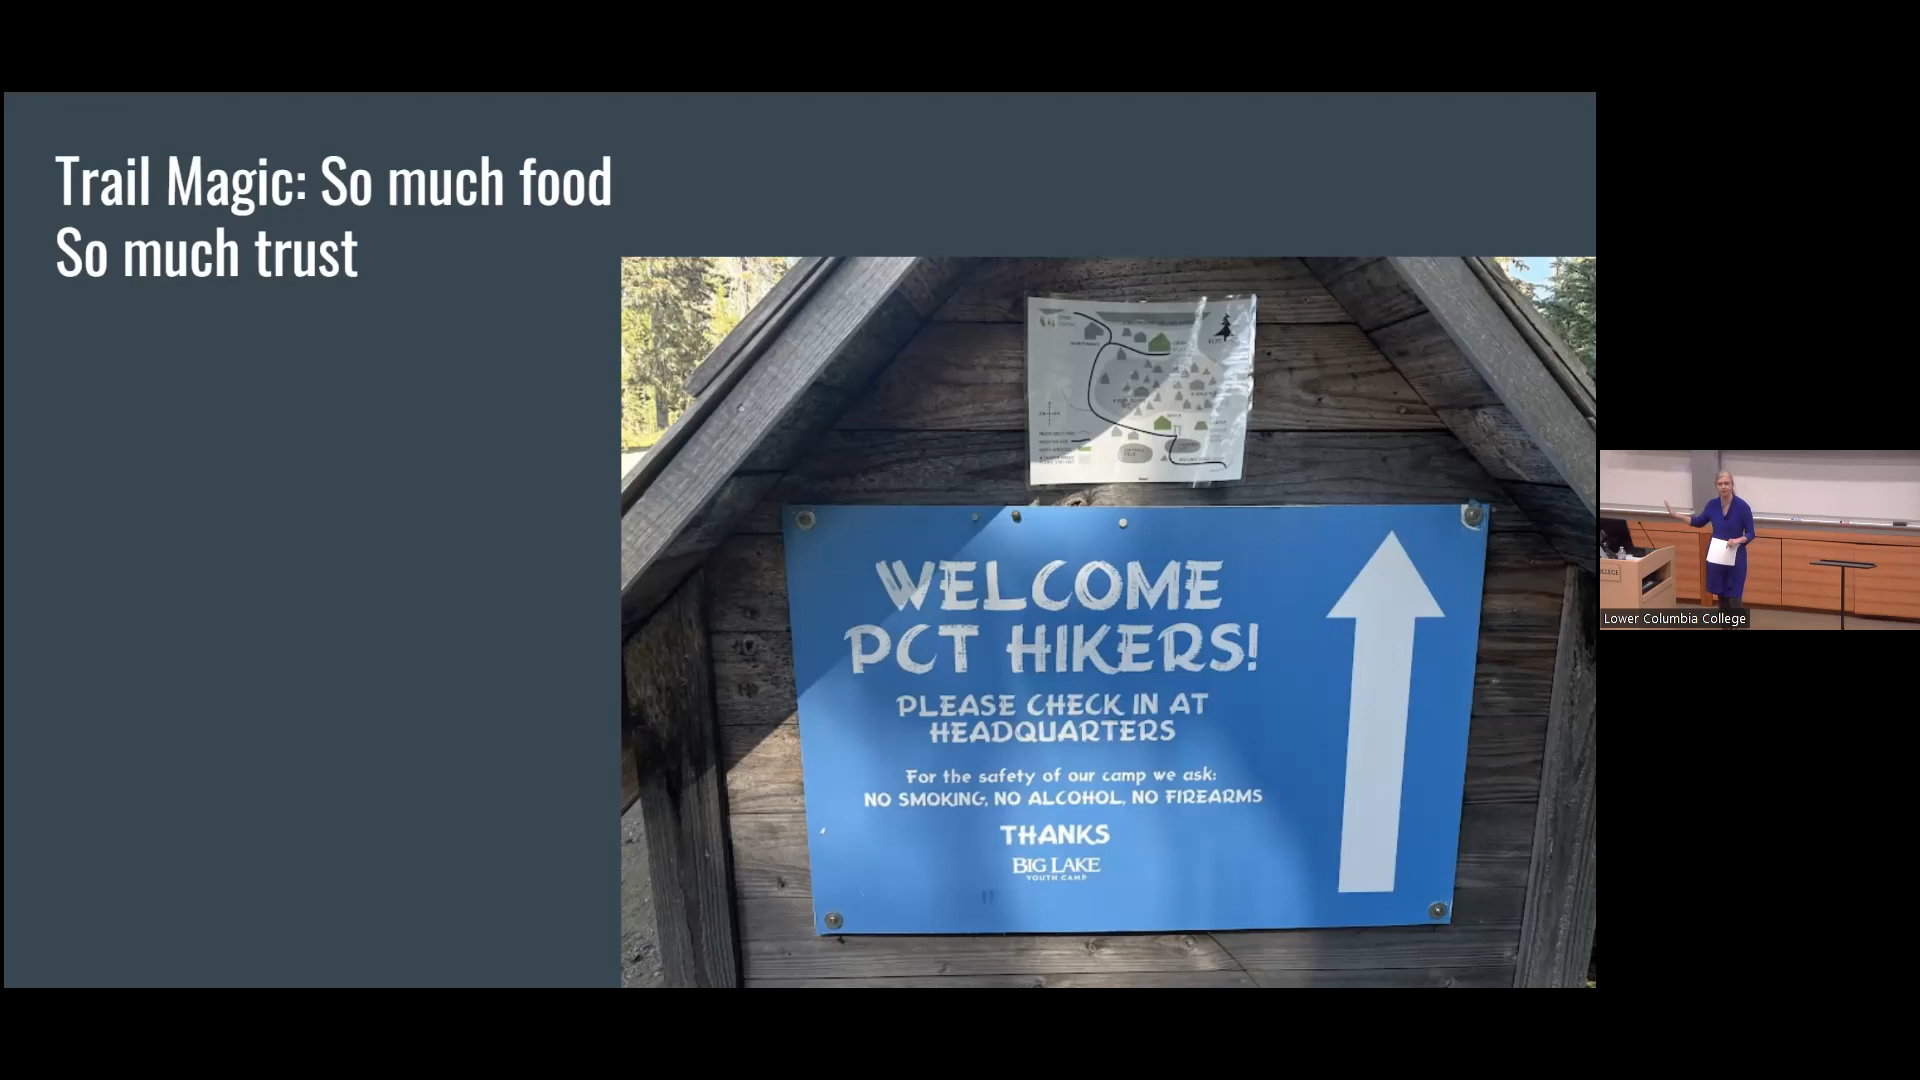 Trail Magic: So much food
So much trust
WELCOME
PCT HIKERS!
PLEASE CHECK IN AT
HEADQUARTERS
For the safety of our camp we ask:
NO SMOKING, NO ALCOHOL, NO FIREARMS
THANKS
BIG LAKE
YOUTH CAMP
Lower Columbia College